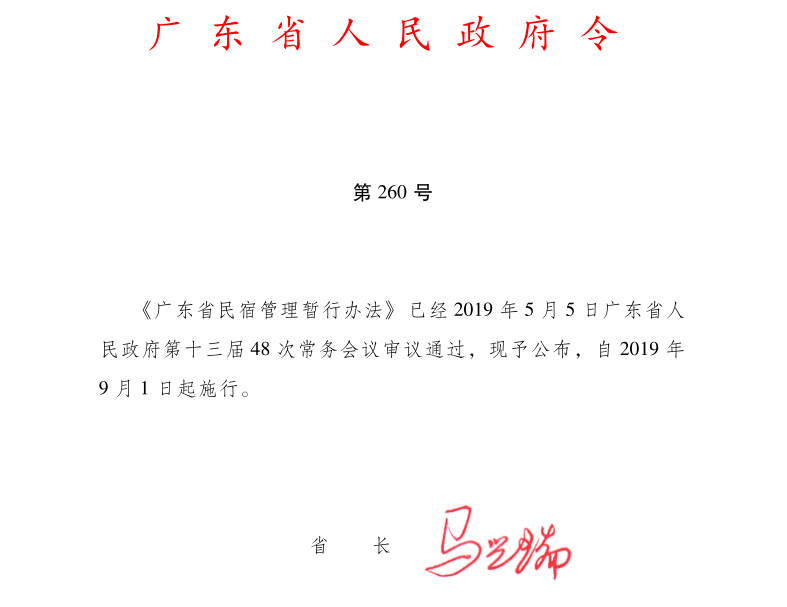 广东省人民政府令
第 260 号
《广东省民宿管理暂行办法》已经 2019 年 5 月 5 日广东省人
民政府第十三届 48 次常务会议审议通过，现予公布，自 2019 年
9 月 1 日起施行。
省　长　马兴瑞